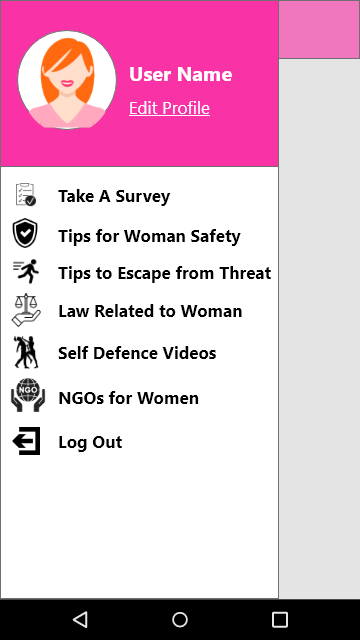 User Name
Edit Profile
Take A Survey
Tips for Woman Safety
Tips to Escape from Threat
Law Related to Woman
Self Defence Videos
NGO
NGOs for Women
Log Out